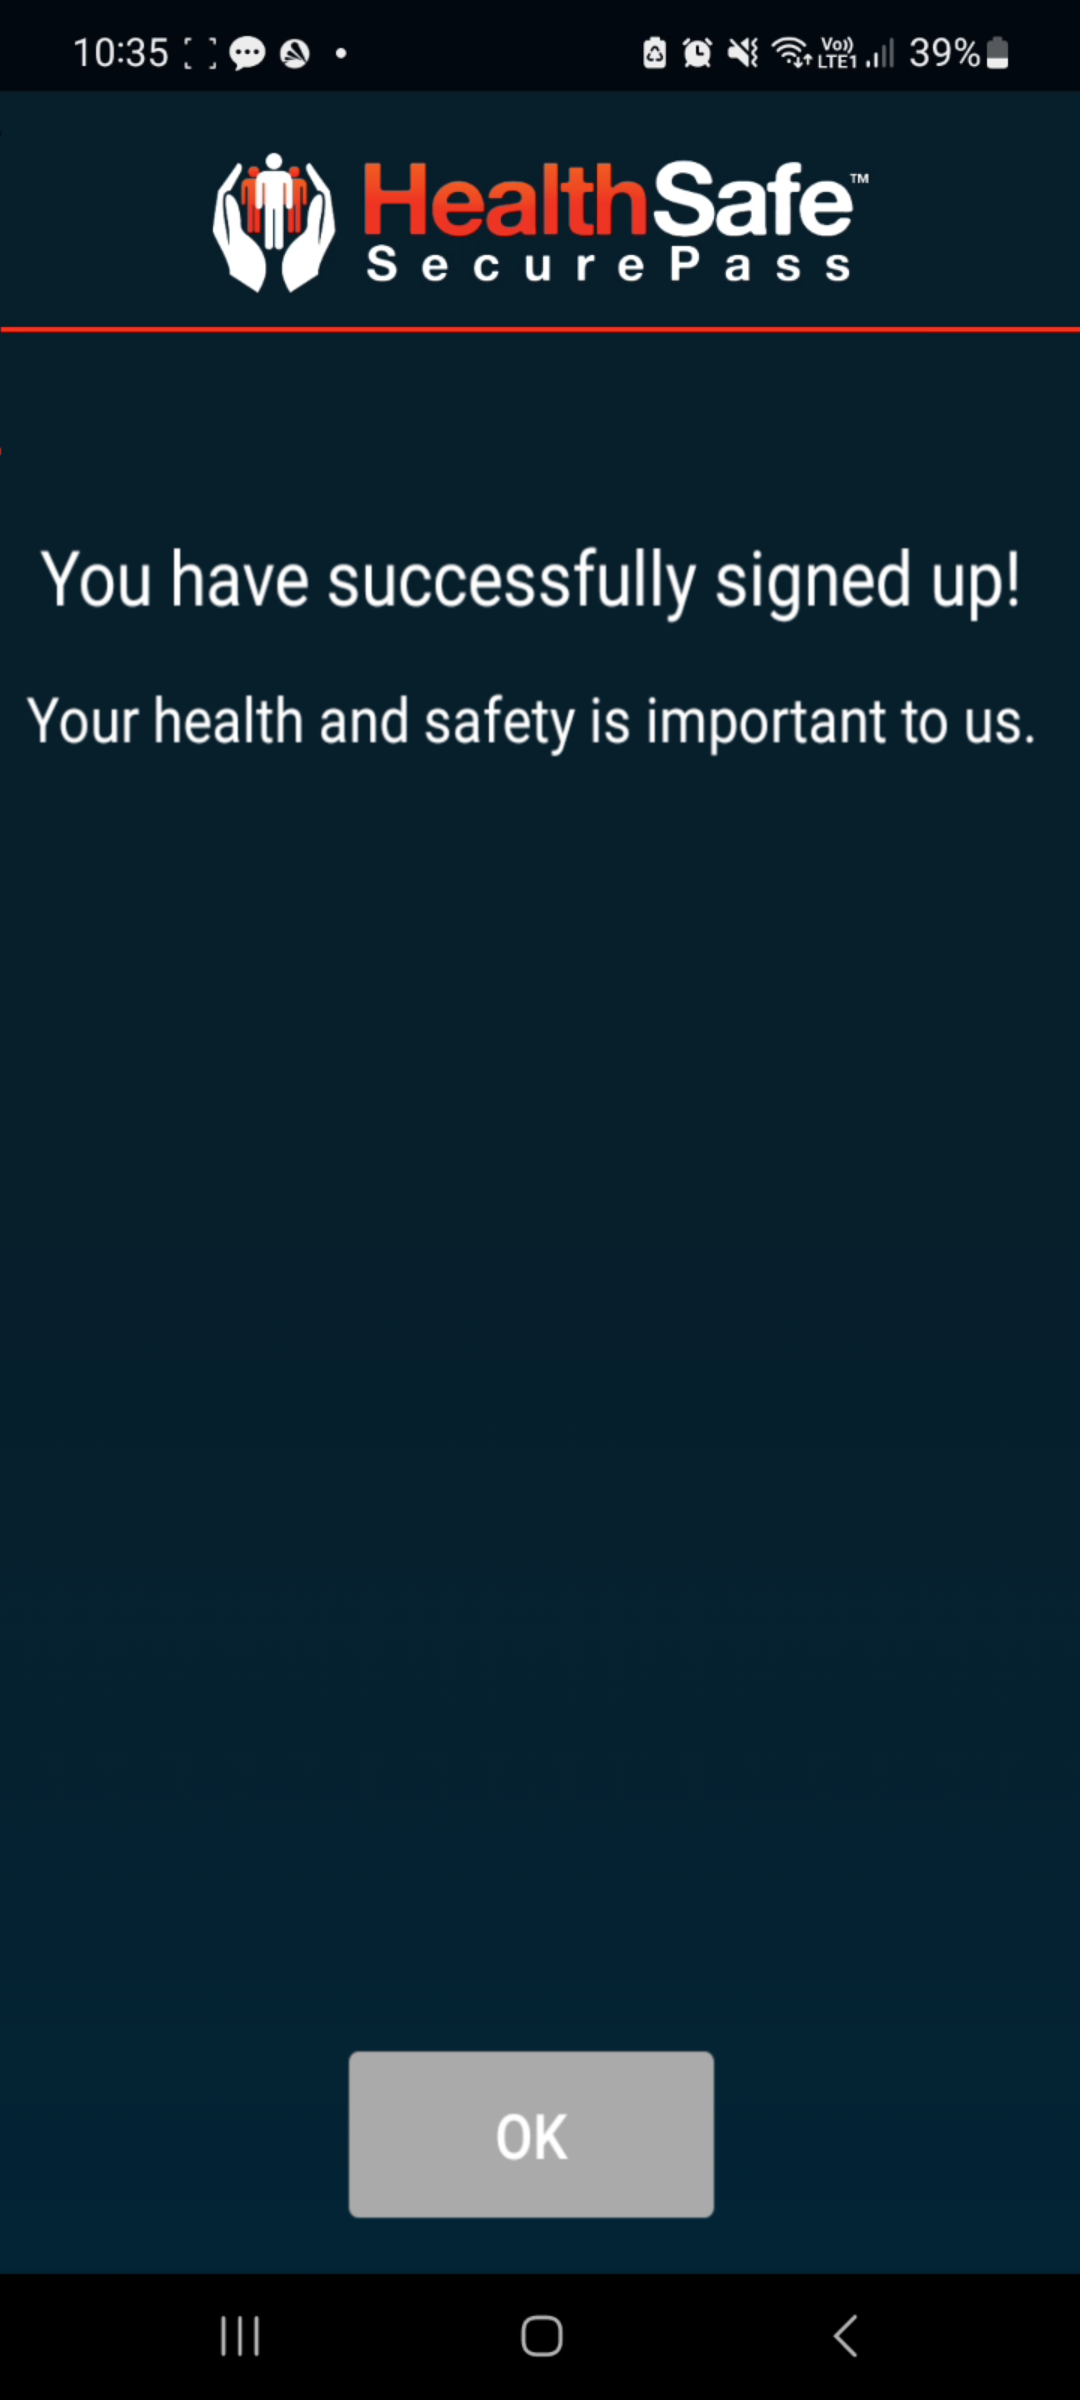 10:35
Vo)) LTE1 39%
HealthSafe™
SecurePass
You have successfully signed up!
Your health and safety is important to us.
OK